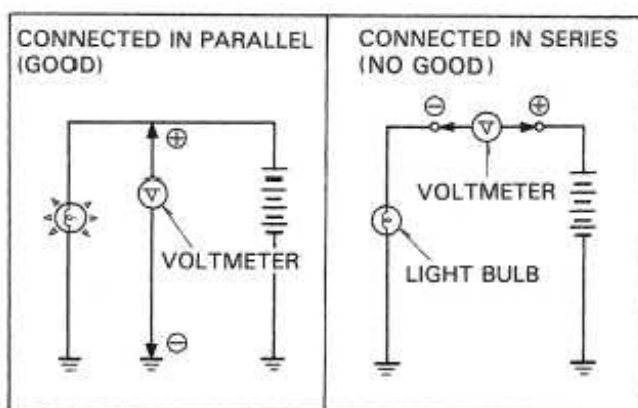 CONNECTED IN PARALLEL
(GOOD)
⊕
V
VOLTMETER
⊖
CONNECTED IN SERIES
(NO GOOD)
⊖
V
⊕
VOLTMETER
LIGHT BULB